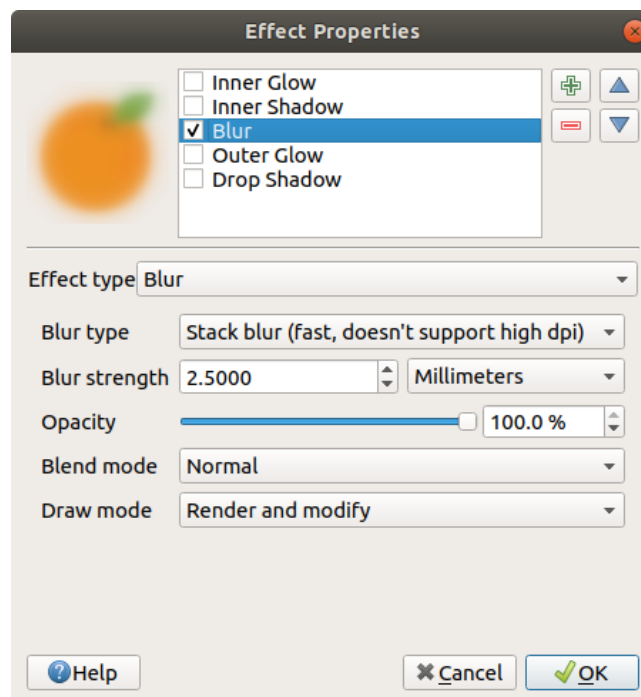 Effect Properties
Inner Glow
Inner Shadow
Blur
Outer Glow
Drop Shadow
Effect type Blur
Blur type Stack blur (fast, doesn't support high dpi)
Blur strength 2.5000 Millimeters
Opacity 100.0 %
Blend mode Normal
Draw mode Render and modify
Help Cancel OK